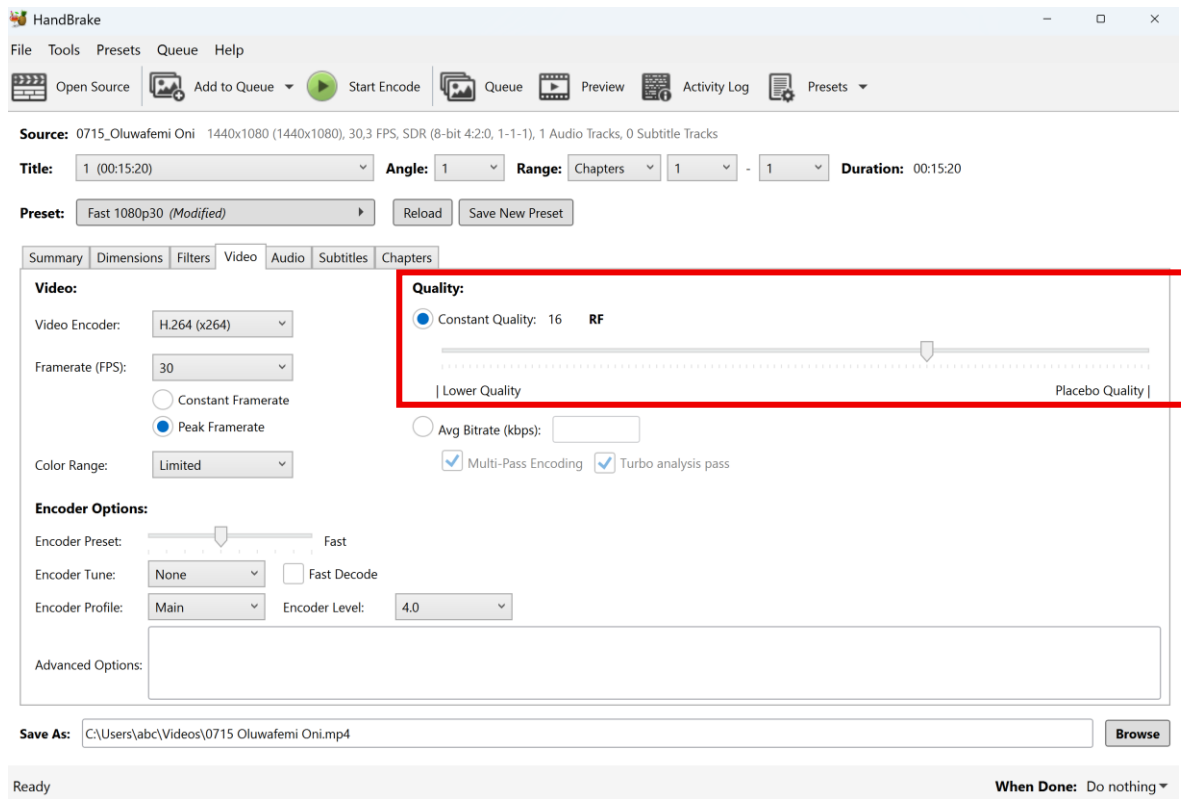 HandBrake
File Tools Presets Queue Help
Open Source Add to Queue Start Encode Queue Preview Activity Log Presets
Source: 0715_Oluwafemi Oni 1440x1080 (1440x1080), 30,3 FPS, SDR (8-bit 4:2:0, 1-1-1), 1 Audio Tracks, 0 Subtitle Tracks
Title: 1 (00:15:20) Angle: 1 Range: Chapters 1 - 1 Duration: 00:15:20
Preset: Fast 1080p30 (Modified) Reload Save New Preset
Summary Dimensions Filters Video Audio Subtitles Chapters
Video: Quality:
Video Encoder: H.264 (x264) Constant Quality: 16 RF
Framerate (FPS): 30
| Lower Quality Placebo Quality |
Constant Framerate
Peak Framerate Avg Bitrate (kbps):
Color Range: Limited Multi-Pass Encoding Turbo analysis pass
Encoder Options:
Encoder Preset: Fast
Encoder Tune: None Fast Decode
Encoder Profile: Main Encoder Level: 4.0
Advanced Options:
Save As: C:\Users\abc\Videos\0715 Oluwafemi Oni.mp4 Browse
Ready When Done: Do nothing